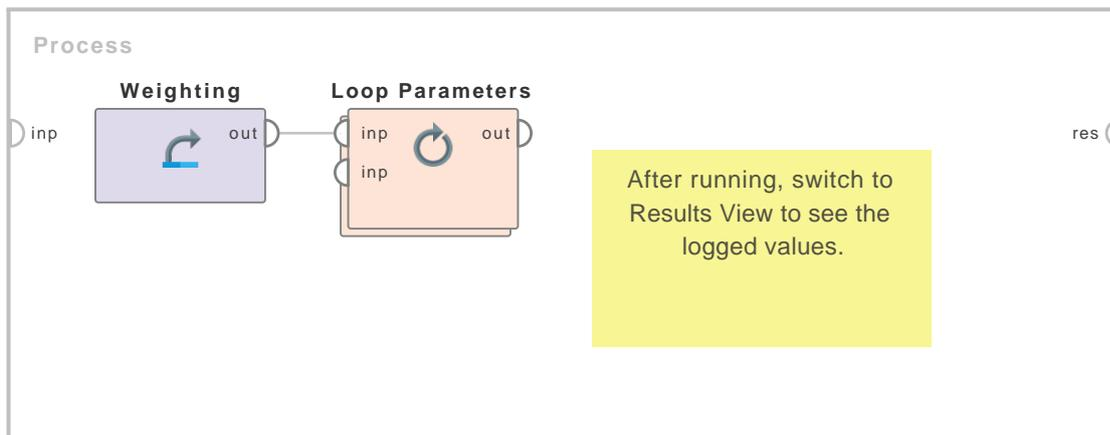 Process
Weighting
Loop Parameters
inp
out
inp
out
res
inp
After running, switch to
Results View to see the
logged values.